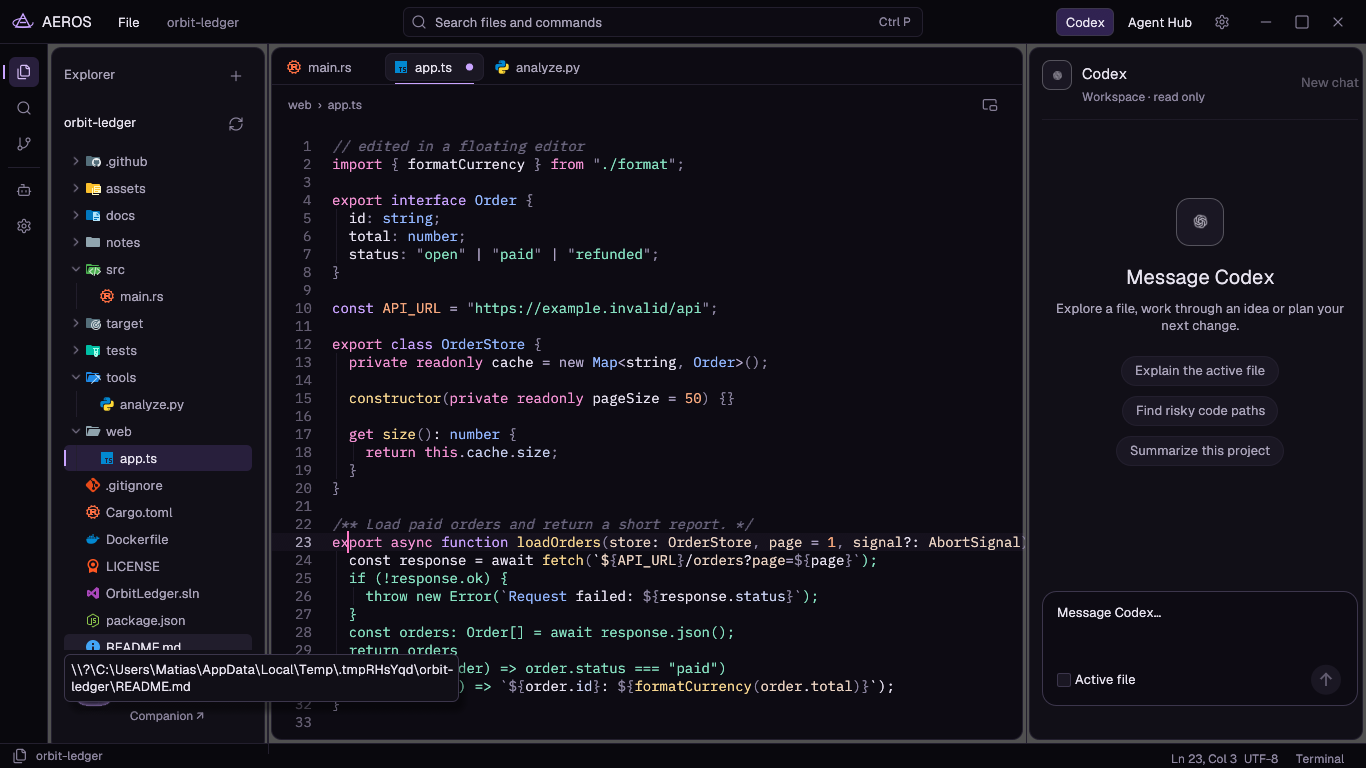 AEROS File orbit-ledger Search files and commands Ctrl P Codex Agent Hub
Explorer
orbit-ledger
.github
assets
docs
notes
src
main.rs
target
tests
tools
analyze.py
web
app.ts
.gitignore
Cargo.toml
Dockerfile
LICENSE
OrbitLedger.sln
package.json
README.md
\\?\C:\Users\Matias\AppData\Local\Temp\.tmpRHsYqd\orbit-
ledger\README.md
Companion ↗
main.rs app.ts analyze.py
web › app.ts
1 // edited in a floating editor
2 import { formatCurrency } from "./format";
3
4 export interface Order {
5 id: string;
6 total: number;
7 status: "open" | "paid" | "refunded";
8 }
9
10 const API_URL = "https://example.invalid/api";
11
12 export class OrderStore {
13 private readonly cache = new Map<string, Order>();
14
15 constructor(private readonly pageSize = 50) {}
16
17 get size(): number {
18 return this.cache.size;
19 }
20 }
21
22 /** Load paid orders and return a short report. */
23 export async function loadOrders(store: OrderStore, page = 1, signal?: AbortSignal)
24 const response = await fetch(`${API_URL}/orders?page=${page}`);
25 if (!response.ok) {
26 throw new Error(`Request failed: ${response.status}`);
27 }
28 const orders: Order[] = await response.json();
29 return orders
der) => order.status === "paid")
) => `${order.id}: ${formatCurrency(order.total)}`);
32 }
33
Codex
Workspace · read only
New chat
Message Codex
Explore a file, work through an idea or plan your
next change.
Explain the active file
Find risky code paths
Summarize this project
Message Codex…
Active file
orbit-ledger Ln 23, Col 3 UTF-8 Terminal